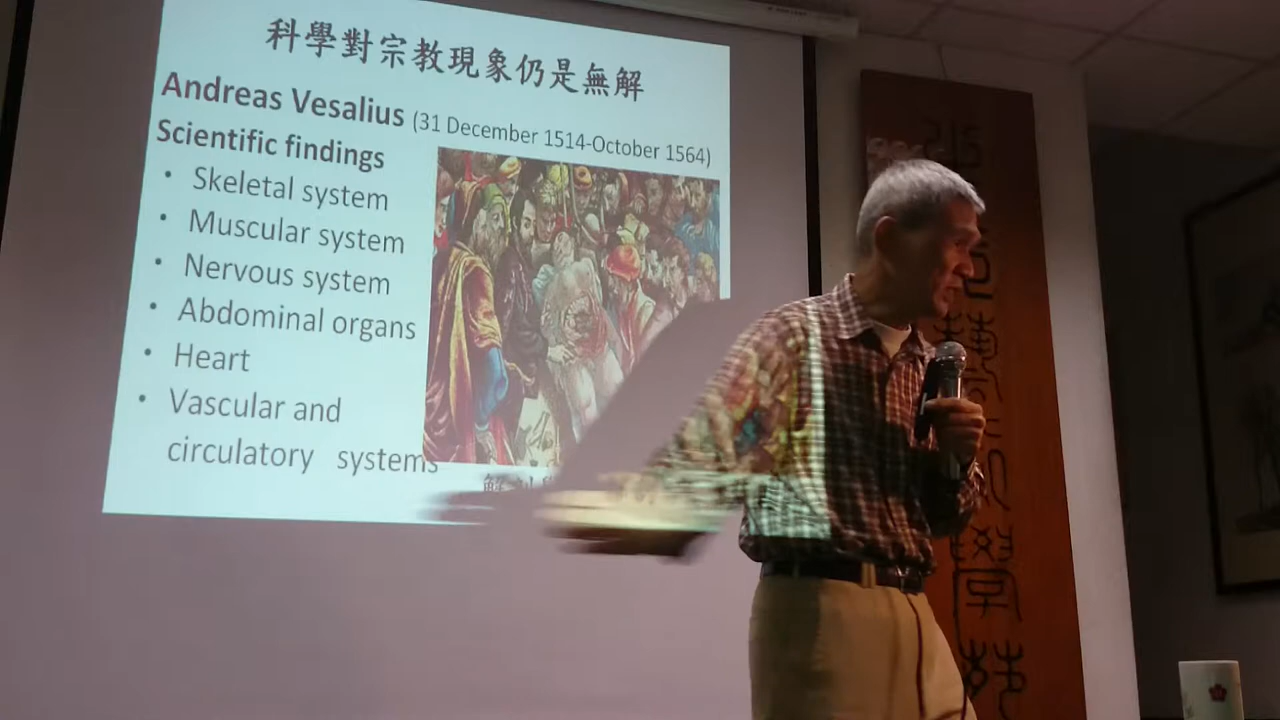 科學對宗教現象仍是無解
Andreas Vesalius (31 December 1514-October 1564)
Scientific findings
• Skeletal system
• Muscular system
• Nervous system
• Abdominal organs
• Heart
• Vascular and
circulatory systems